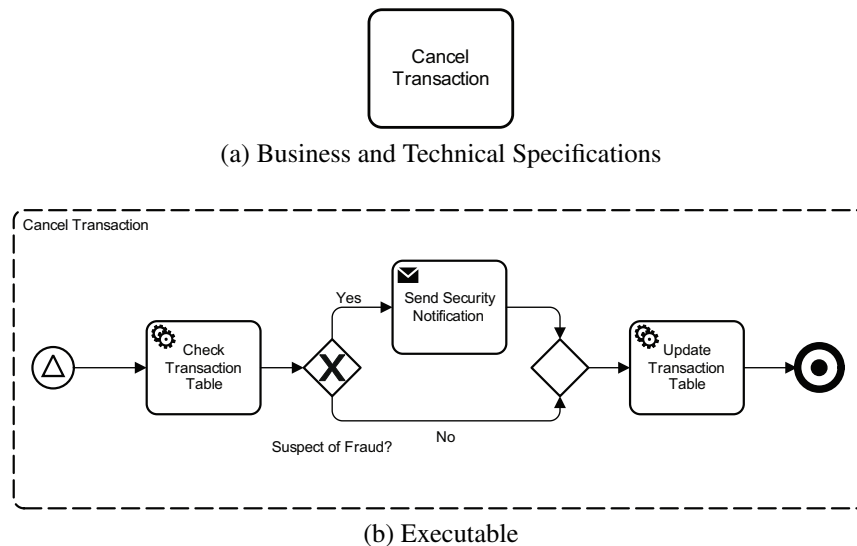 Cancel
Transaction
(a) Business and Technical Specifications
Cancel Transaction
Yes
Send Security
Notification
Check
Transaction
Table
X
Update
Transaction
Table
Suspect of Fraud?
No
(b) Executable